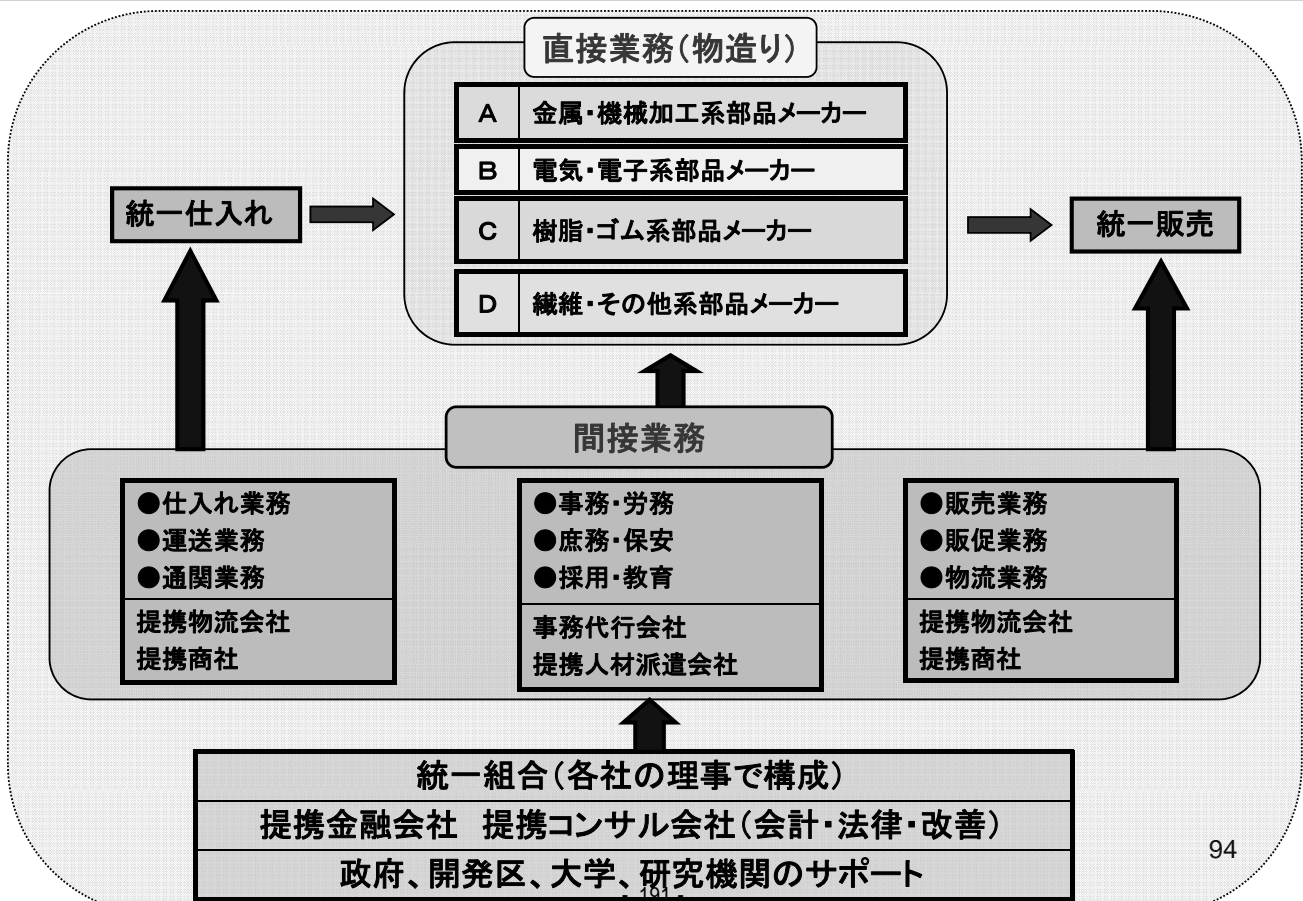 直接業務(物造り)
A 金属・機械加工系部品メーカー
B 電気・電子系部品メーカー
C 樹脂・ゴム系部品メーカー
D 繊維・その他系部品メーカー
統一仕入れ
統一販売
間接業務
●仕入れ業務
●運送業務
●通関業務
提携物流会社
提携商社
●事務・労務
●庶務・保安
●採用・教育
事務代行会社
提携人材派遣会社
●販売業務
●販促業務
●物流業務
提携物流会社
提携商社
統一組合(各社の理事で構成)
提携金融会社 提携コンサル会社(会計・法律・改善)
政府、開発区、大学、研究機関のサポート
94
- 191 -